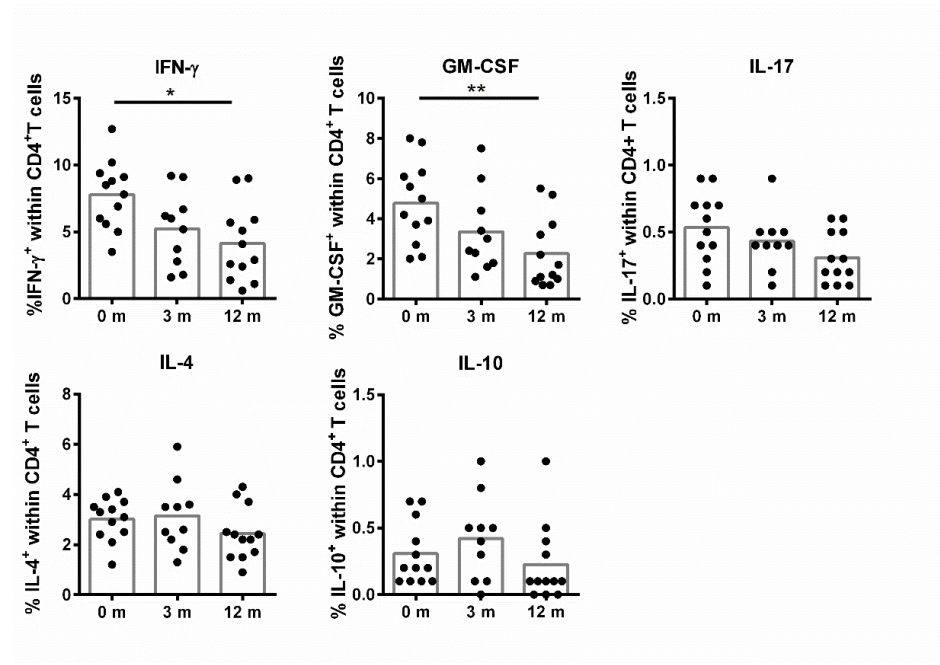 IFN-γ
*
%IFN-γ⁺ within CD4⁺T cells
15
10
5
0
0 m 3 m 12 m
GM-CSF
**
% GM-CSF⁺ within CD4⁺ T cells
10
8
6
4
2
0
0 m 3 m 12 m
IL-17
% IL-17⁺ within CD4+ T cells
1.5
1.0
0.5
0.0
0 m 3 m 12 m
IL-4
% IL-4⁺ within CD4⁺ T cells
8
6
4
2
0
0 m 3 m 12 m
IL-10
% IL-10⁺ within CD4⁺ T cells
1.5
1.0
0.5
0.0
0 m 3 m 12 m